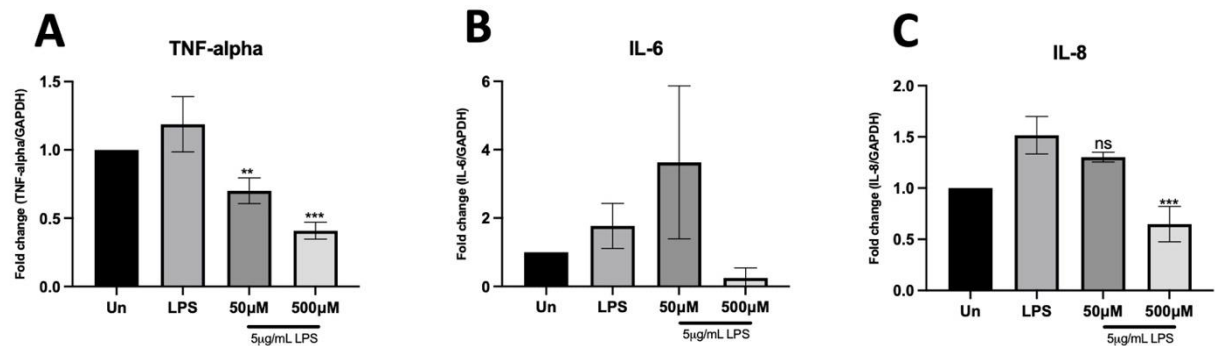 A
TNF-alpha
Fold change (TNF-alpha/GAPDH)
1.5
1.0
0.5
0.0
**
***
Un
LPS
50µM
500µM
5µg/mL LPS
B
IL-6
Fold change (IL-6/GAPDH)
6
4
2
0
Un
LPS
50µM
500µM
5µg/mL LPS
C
IL-8
Fold change (IL-8/GAPDH)
2.0
1.5
1.0
0.5
0.0
ns
***
Un
LPS
50µM
500µM
5µg/mL LPS